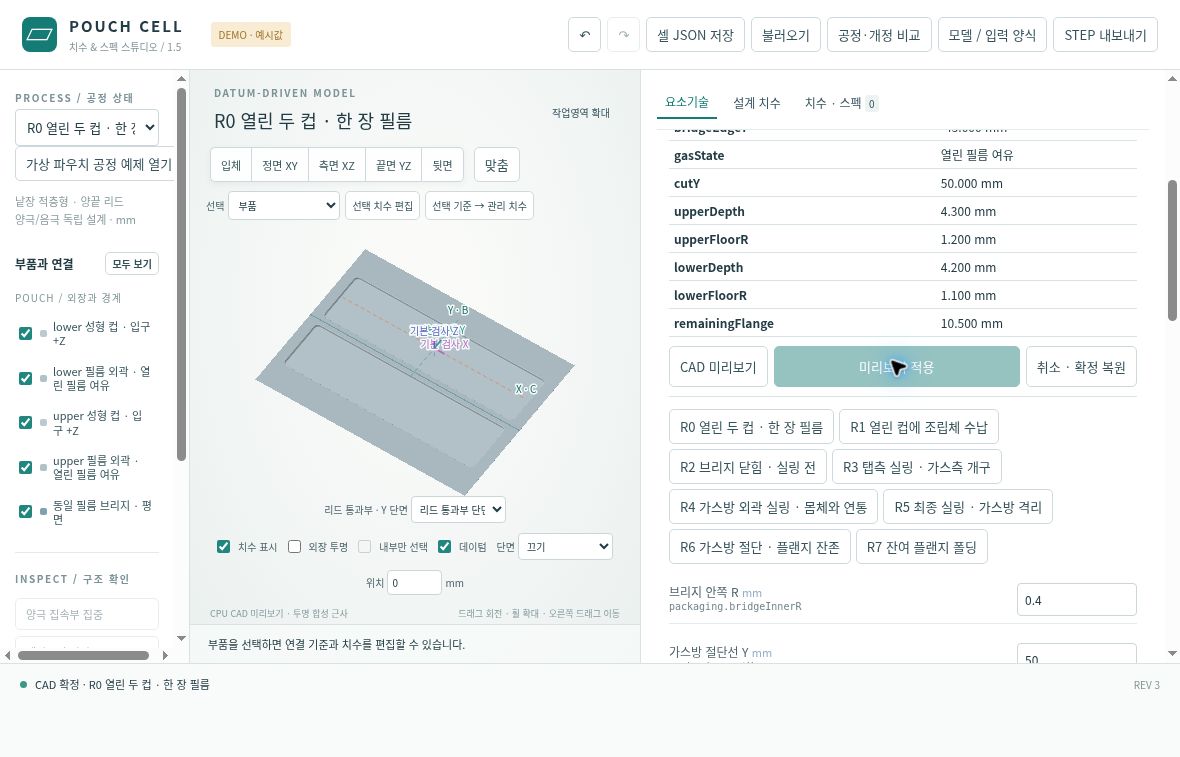 POUCH CELL
치수 & 스펙 스튜디오 / 1.5
DEMO · 예시값
↶
↷
셀 JSON 저장
불러오기
공정·개정 비교
모델 / 입력 양식
STEP 내보내기
PROCESS / 공정 상태
R0 열린 두 컵 · 한 장
가상 파우치 공정 예제 열기
낱장 적층형 · 양끝 리드
양극/음극 독립 설계 · mm
부품과 연결
모두 보기
POUCH / 외장과 경계
lower 성형 컵 · 입구
+Z
lower 필름 외곽 · 열
린 필름 여유
upper 성형 컵 · 입
구 +Z
upper 필름 외곽 ·
열린 필름 여유
동일 필름 브리지 · 평
면
INSPECT / 구조 확인
양극 집속부 집중
DATUM-DRIVEN MODEL
R0 열린 두 컵 · 한 장 필름
작업영역 확대
입체
정면 XY
측면 XZ
끝면 YZ
뒷면
맞춤
선택
부품
선택 치수 편집
선택 기준 → 관리 치수
Y · B
기본 검사 ZY
기본 검사 X
X · C
리드 통과부 · Y 단면
리드 통과부 단면
치수 표시
외장 투명
내부만 선택
데이텀
단면
끄기
위치
0
mm
CPU CAD 미리보기 · 투명 합성 근사
드래그 회전 · 휠 확대 · 오른쪽 드래그 이동
부품을 선택하면 연결 기준과 치수를 편집할 수 있습니다.
요소기술
설계 치수
치수 · 스펙 0
gasState 열린 필름 여유
cutY 50.000 mm
upperDepth 4.300 mm
upperFloorR 1.200 mm
lowerDepth 4.200 mm
lowerFloorR 1.100 mm
remainingFlange 10.500 mm
CAD 미리보기
미리보기 적용
취소 · 확정 복원
R0 열린 두 컵 · 한 장 필름
R1 열린 컵에 조립체 수납
R2 브리지 닫힘 · 실링 전
R3 탭측 실링 · 가스측 개구
R4 가스방 외곽 실링 · 몸체와 연통
R5 최종 실링 · 가스방 격리
R6 가스방 절단 · 플랜지 잔존
R7 잔여 플랜지 폴딩
브리지 안쪽 R mm
packaging.bridgeInnerR
0.4
가스방 절단선 Y mm
50
CAD 확정 · R0 열린 두 컵 · 한 장 필름
REV 3